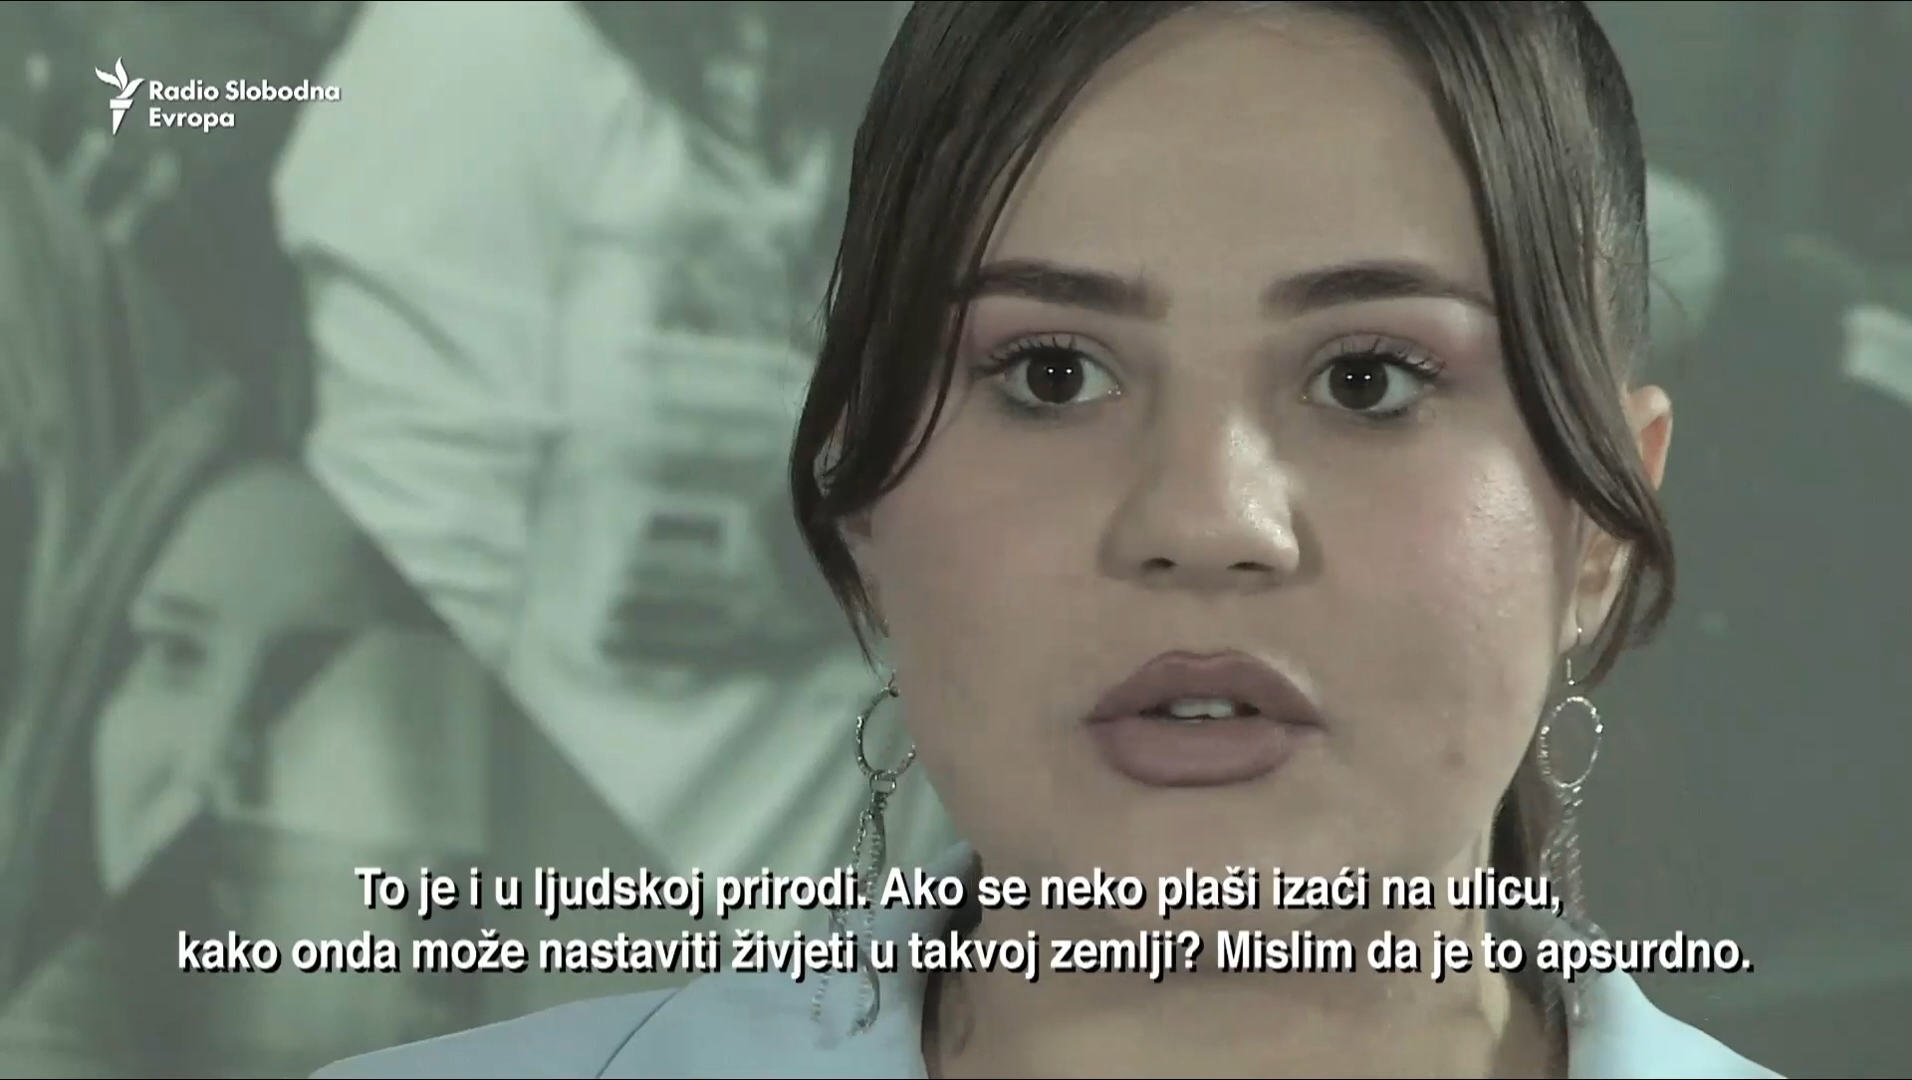 Radio Slobodna
Evropa
To je i u ljudskoj prirodi. Ako se neko plaši izaći na ulicu,
kako onda može nastaviti živjeti u takvoj zemlji? Mislim da je to apsurdno.